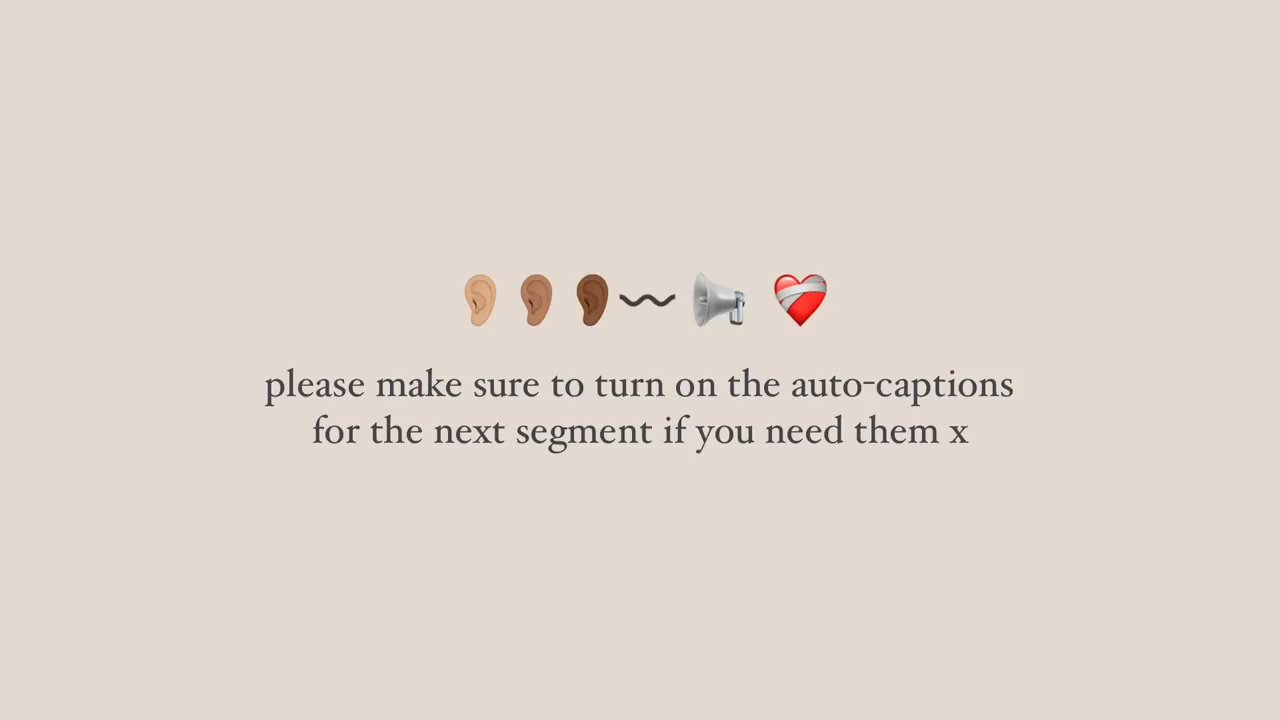 please make sure to turn on the auto-captions
for the next segment if you need them x